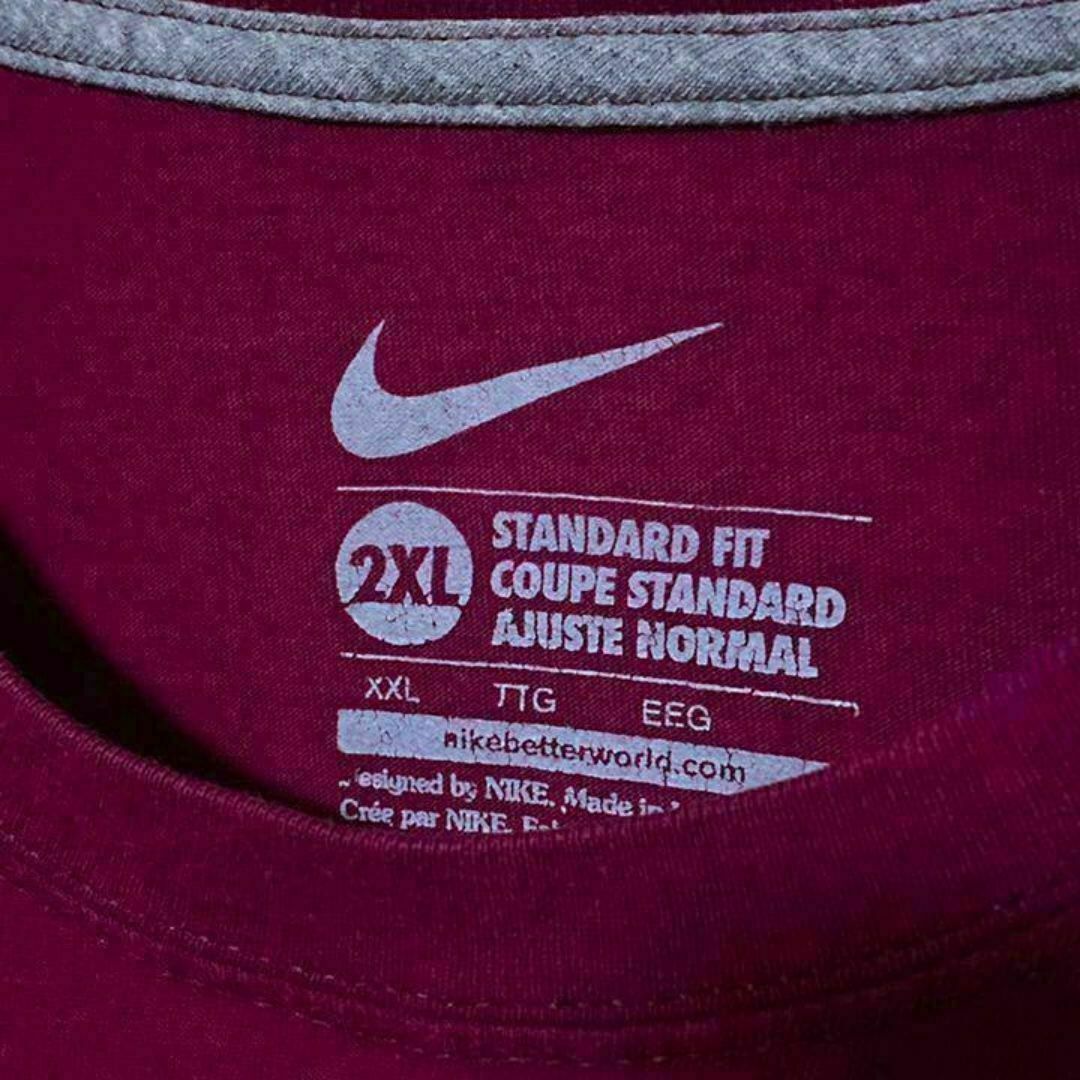 2XL
STANDARD FIT
COUPE STANDARD
AJUSTE NORMAL
XXL TTG EEG
nikebetterworld.com
esigned by NIKE. Made in
Crée par NIKE.